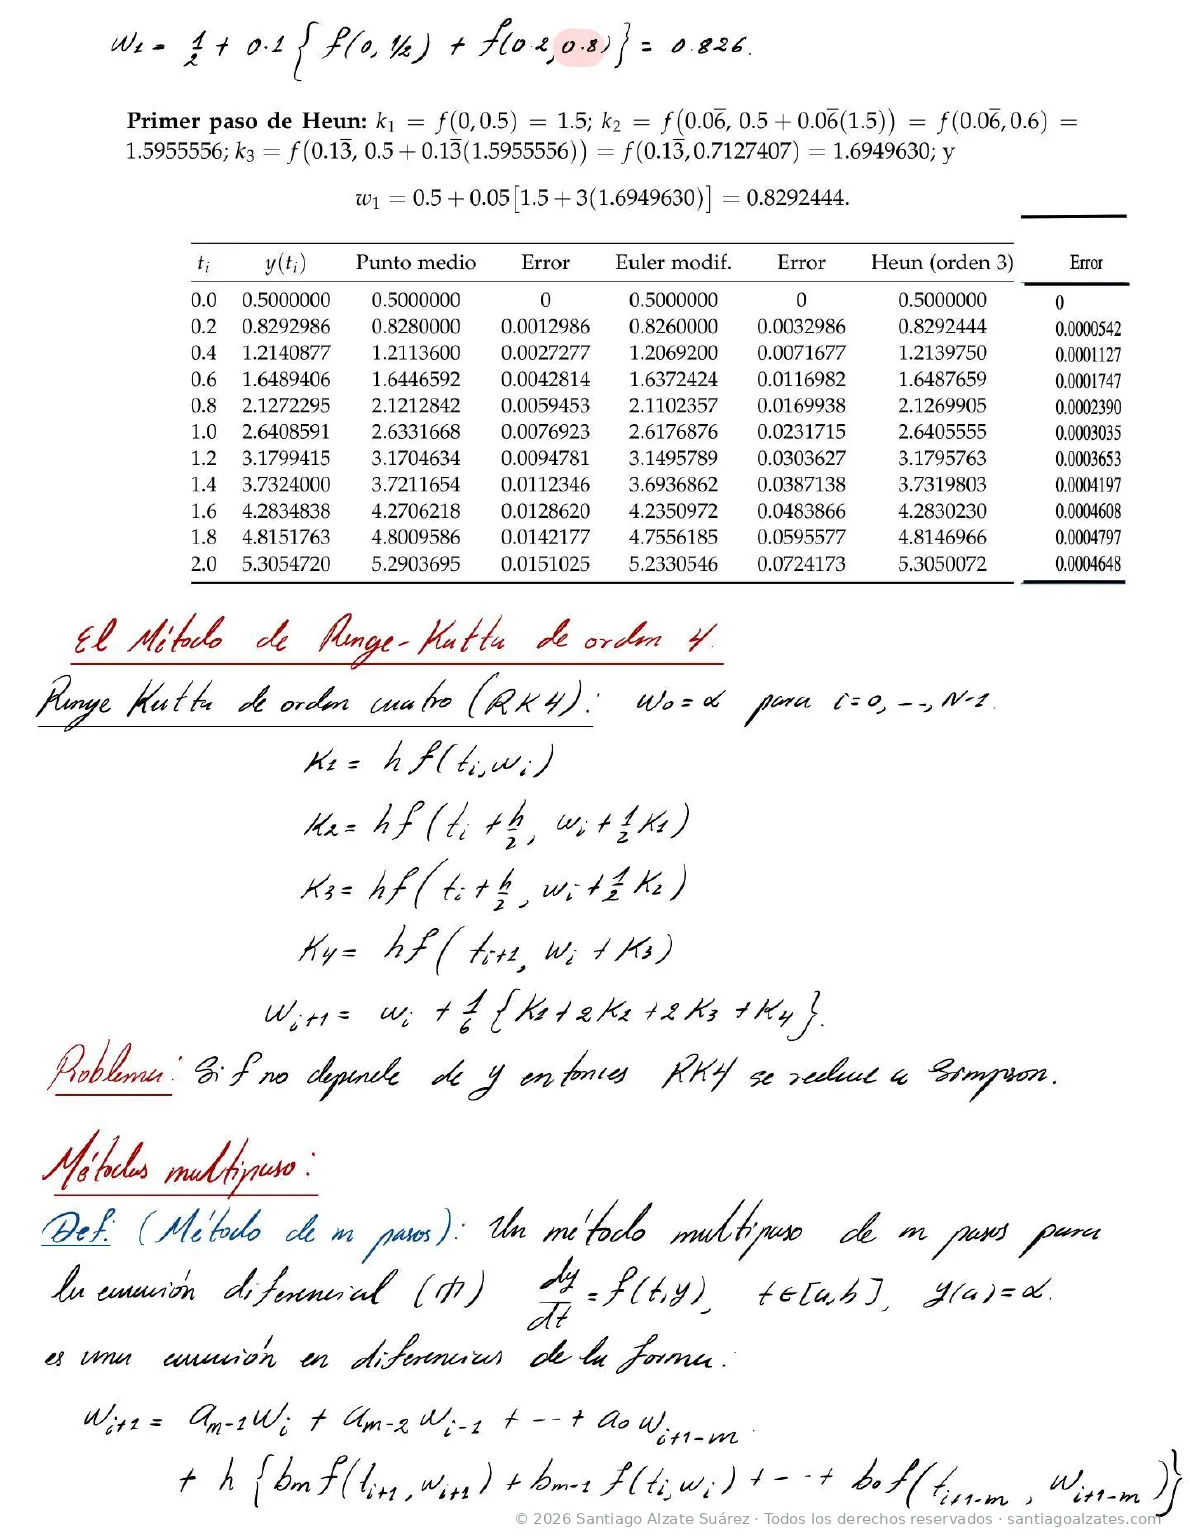 w₁ = 1/2 + 0.1 { f(0, 1/2) + f(0.2, 0.8) } = 0.826.
Primer paso de Heun: k₁ = f(0, 0.5) = 1.5; k₂ = f(0.06̅, 0.5 + 0.06̅(1.5)) = f(0.06̅, 0.6) =
1.5955556; k₃ = f(0.13̅, 0.5 + 0.13̅(1.5955556)) = f(0.13̅, 0.7127407) = 1.6949630; y
w₁ = 0.5 + 0.05[1.5 + 3(1.6949630)] = 0.8292444.
tᵢ y(tᵢ) Punto medio Error Euler modif. Error Heun (orden 3) Error
0.0 0.5000000 0.5000000 0 0.5000000 0 0.5000000 0
0.2 0.8292986 0.8280000 0.0012986 0.8260000 0.0032986 0.8292444 0.0000542
0.4 1.2140877 1.2113600 0.0027277 1.2069200 0.0071677 1.2139750 0.0001127
0.6 1.6489406 1.6446592 0.0042814 1.6372424 0.0116982 1.6487659 0.0001747
0.8 2.1272295 2.1212842 0.0059453 2.1102357 0.0169938 2.1269905 0.0002390
1.0 2.6408591 2.6331668 0.0076923 2.6176876 0.0231715 2.6405555 0.0003035
1.2 3.1799415 3.1704634 0.0094781 3.1495789 0.0303627 3.1795763 0.0003653
1.4 3.7324000 3.7211654 0.0112346 3.6936862 0.0387138 3.7319803 0.0004197
1.6 4.2834838 4.2706218 0.0128620 4.2350972 0.0483866 4.2830230 0.0004608
1.8 4.8151763 4.8009586 0.0142177 4.7556185 0.0595577 4.8146966 0.0004797
2.0 5.3054720 5.2903695 0.0151025 5.2330546 0.0724173 5.3050072 0.0004648
El Método de Runge-Kutta de orden 4.
Runge Kutta de orden cuatro (RK4): w₀ = α para i=0, --, N-1.
K₁ = hf(tᵢ, wᵢ)
K₂ = hf(tᵢ + h/2, wᵢ + 1/2 K₁)
K₃ = hf(tᵢ + h/2, wᵢ + 1/2 K₂)
K₄ = hf(tᵢ₊₁, wᵢ + K₃)
wᵢ₊₁ = wᵢ + 1/6 { K₁ + 2K₂ + 2K₃ + K₄ }.
Problema: Si f no depende de y entonces RK4 se reduce a Simpson.
Métodos multipaso:
Def: (Método de m pasos): Un método multipaso de m pasos para
la ecuación diferencial (∗) dy/dt = f(t,y), t∈[a,b], y(a)=α.
es una ecuación en diferencias de la forma:
wᵢ₊₁ = a_{m-1} wᵢ + a_{m-2} w_{i-1} + --+ a₀ w_{i+1-m}
+ h { b_m f(tᵢ₊₁, wᵢ₊₁) + b_{m-1} f(tᵢ, wᵢ) + --+ b₀ f(t_{i+1-m}, w_{i+1-m}) }
© 2026 Santiago Alzate Suárez · Todos los derechos reservados · santiagoalzates.com